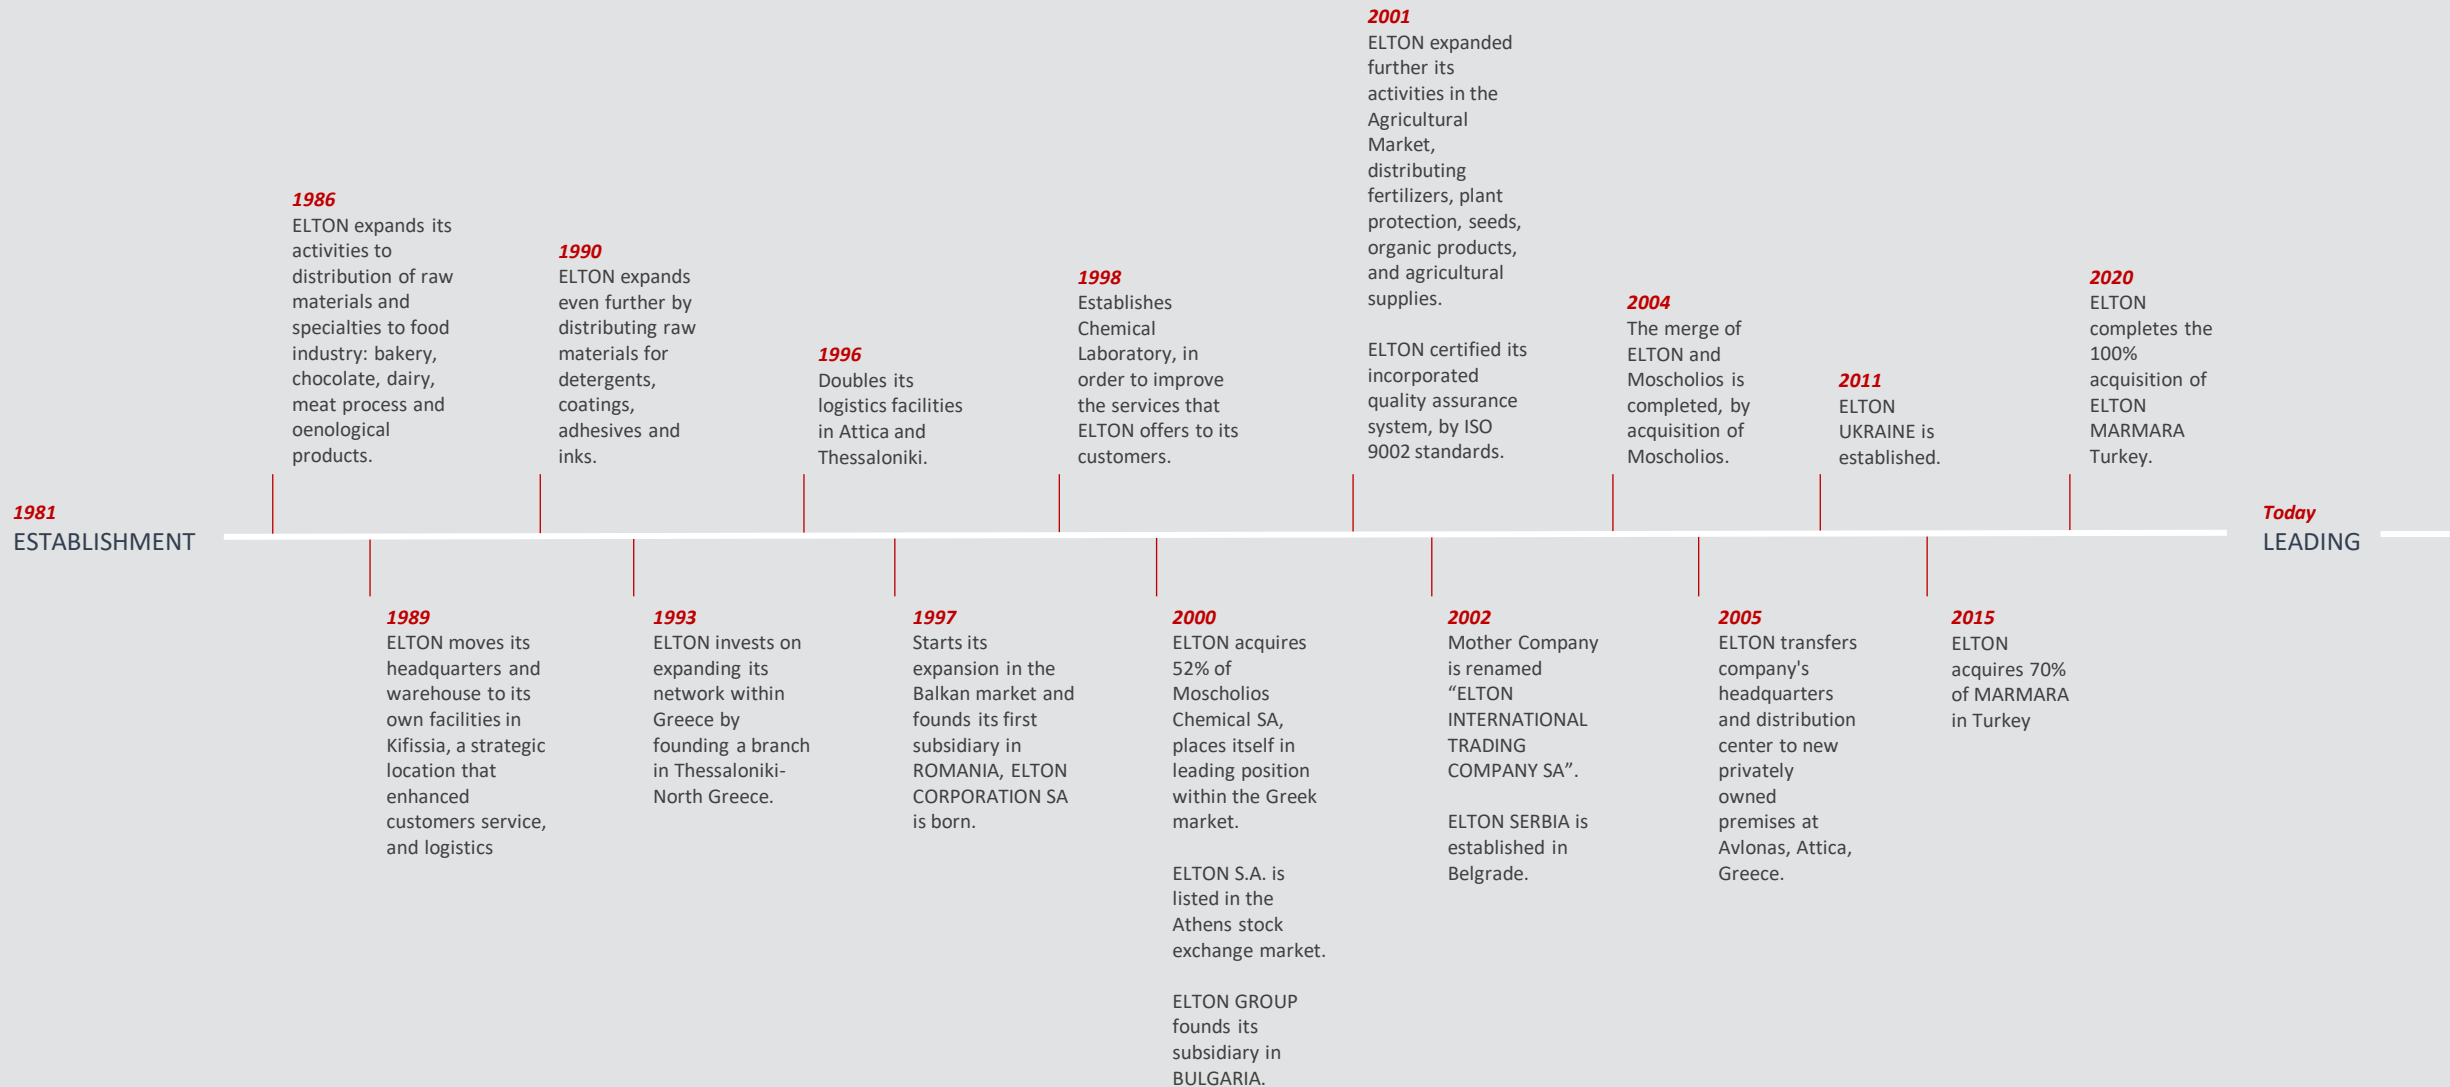 1981
ESTABLISHMENT
1986
ELTON expands its
activities to
distribution of raw
materials and
specialties to food
industry: bakery,
chocolate, dairy,
meat process and
oenological
products.
1989
ELTON moves its
headquarters and
warehouse to its
own facilities in
Kifissia, a strategic
location that
enhanced
customers service,
and logistics
1990
ELTON expands
even further by
distributing raw
materials for
detergents,
coatings,
adhesives and
inks.
1993
ELTON invests on
expanding its
network within
Greece by
founding a branch
in Thessaloniki-
North Greece.
1996
Doubles its
logistics facilities
in Attica and
Thessaloniki.
1997
Starts its
expansion in the
Balkan market and
founds its first
subsidiary in
ROMANIA, ELTON
CORPORATION SA
is born.
1998
Establishes
Chemical
Laboratory, in
order to improve
the services that
ELTON offers to its
customers.
2000
ELTON acquires
52% of
Moscholios
Chemical SA,
places itself in
leading position
within the Greek
market.
ELTON S.A. is
listed in the
Athens stock
exchange market.
ELTON GROUP
founds its
subsidiary in
BULGARIA.
2001
ELTON expanded
further its
activities in the
Agricultural
Market,
distributing
fertilizers, plant
protection, seeds,
organic products,
and agricultural
supplies.
ELTON certified its
incorporated
quality assurance
system, by ISO
9002 standards.
2002
Mother Company
is renamed
“ELTON
INTERNATIONAL
TRADING
COMPANY SA”.
ELTON SERBIA is
established in
Belgrade.
2004
The merge of
ELTON and
Moscholios is
completed, by
acquisition of
Moscholios.
2005
ELTON transfers
company's
headquarters
and distribution
center to new
privately
owned
premises at
Avlonas, Attica,
Greece.
2011
ELTON
UKRAINE is
established.
2015
ELTON
acquires 70%
of MARMARA
in Turkey
2020
ELTON
completes the
100%
acquisition of
ELTON
MARMARA
Turkey.
Today
LEADING